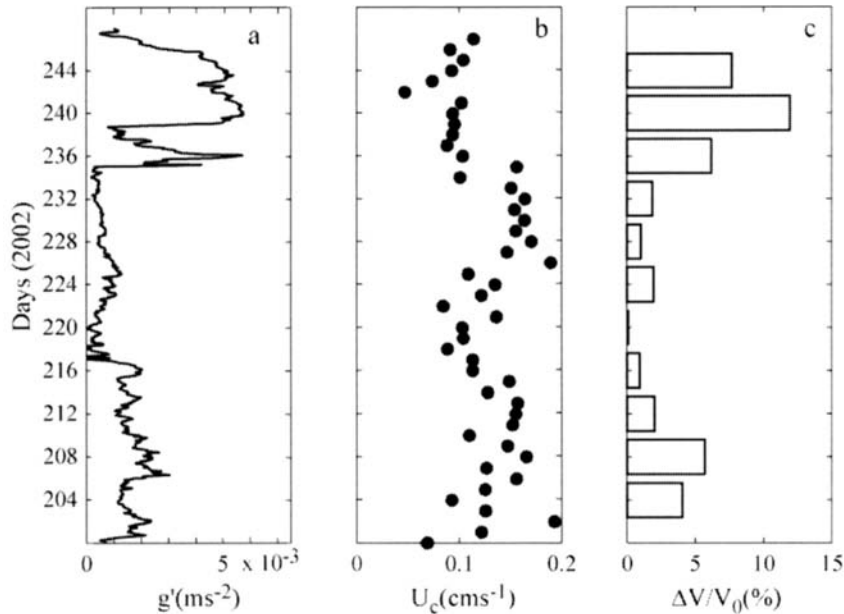 a
b
c
244
240
236
232
228
224
220
216
212
208
204
Days (2002)
0 5 x 10⁻³
g'(ms⁻²)
0 0.1 0.2
U_c(cms⁻¹)
0 5 10 15
ΔV/V₀(%)